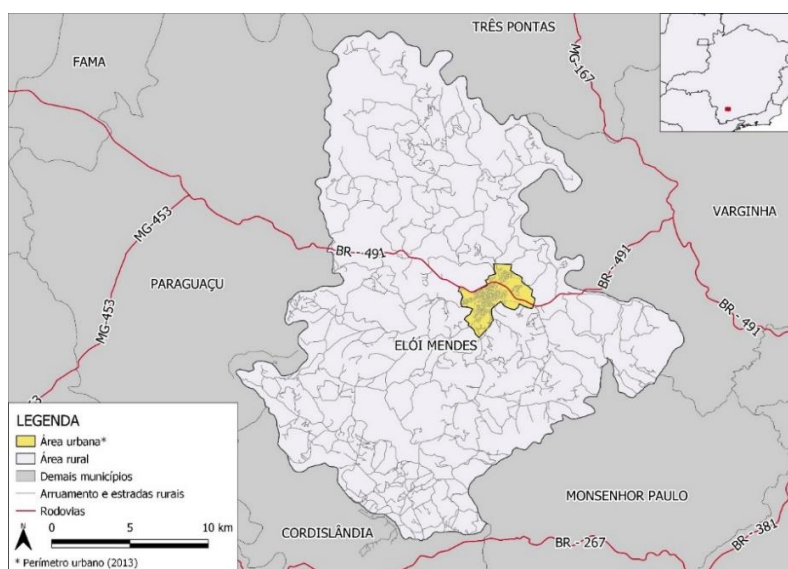 TRÊS PONTAS
FAMA
MG-167
VARGINHA
MG-453
BR - 491
BR - 491
PARAGUAÇU
MG-453
BR - 491
ELÓI MENDES
LEGENDA
Área urbana*
Área rural
Demais municípios
Arruamento e estradas rurais
Rodovias
N
0 5 10 km
* Perímetro urbano (2013)
MONSENHOR PAULO
CORDISLÂNDIA
BR - 267
BR - 381